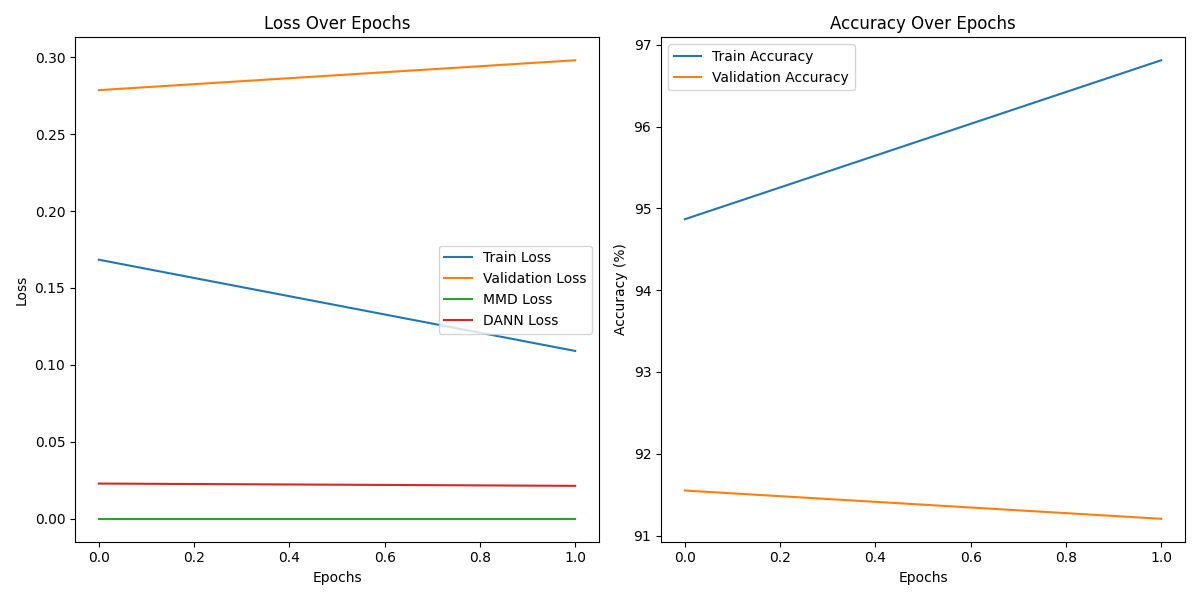 Loss Over Epochs
0.30
0.25
0.20
0.15
0.10
0.05
0.00
Loss
Train Loss
Validation Loss
MMD Loss
DANN Loss
0.0 0.2 0.4 0.6 0.8 1.0
Epochs
Accuracy Over Epochs
97
96
95
94
93
92
91
Accuracy (%)
Train Accuracy
Validation Accuracy
0.0 0.2 0.4 0.6 0.8 1.0
Epochs